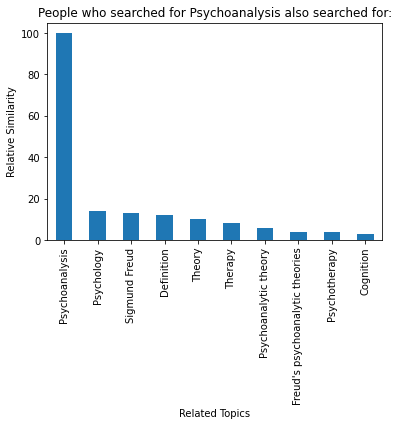 People who searched for Psychoanalysis also searched for:
100
80
60
40
20
0
Relative Similarity
Psychoanalysis
Psychology
Sigmund Freud
Definition
Theory
Therapy
Psychoanalytic theory
Freud's psychoanalytic theories
Psychotherapy
Cognition
Related Topics